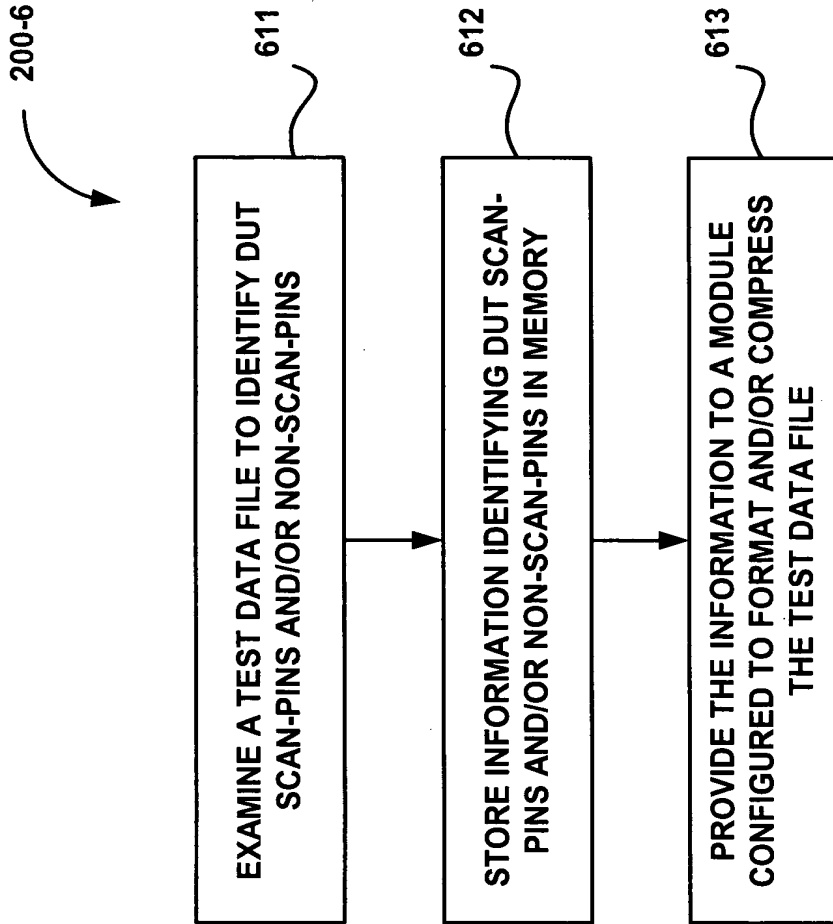 200-6
611
EXAMINE A TEST DATA FILE TO IDENTIFY DUT
SCAN-PINS AND/OR NON-SCAN-PINS
612
STORE INFORMATION IDENTIFYING DUT SCAN-
PINS AND/OR NON-SCAN-PINS IN MEMORY
613
PROVIDE THE INFORMATION TO A MODULE
CONFIGURED TO FORMAT AND/OR COMPRESS
THE TEST DATA FILE